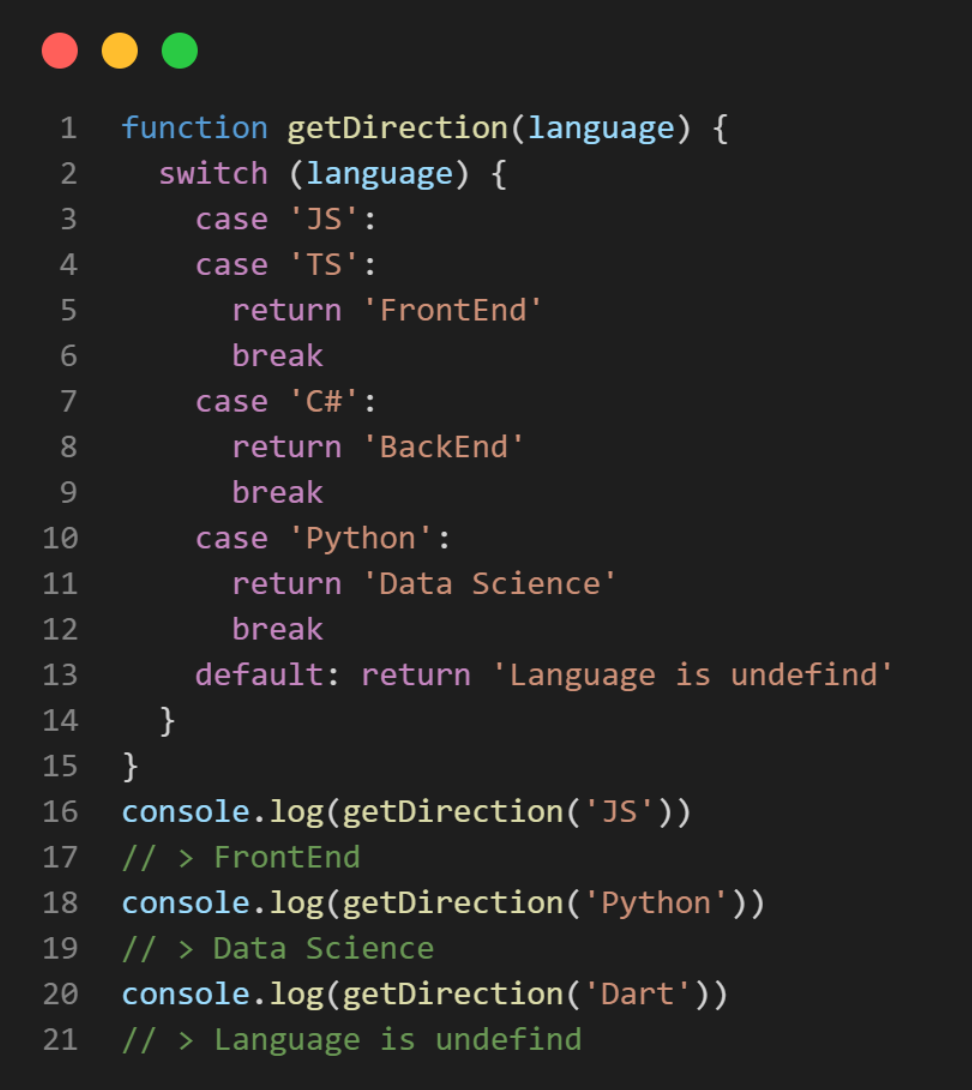 1 function getDirection(language) {
2   switch (language) {
3     case 'JS':
4     case 'TS':
5       return 'FrontEnd'
6       break
7     case 'C#':
8       return 'BackEnd'
9       break
10     case 'Python':
11       return 'Data Science'
12       break
13     default: return 'Language is undefind'
14   }
15 }
16 console.log(getDirection('JS'))
17 // > FrontEnd
18 console.log(getDirection('Python'))
19 // > Data Science
20 console.log(getDirection('Dart'))
21 // > Language is undefind